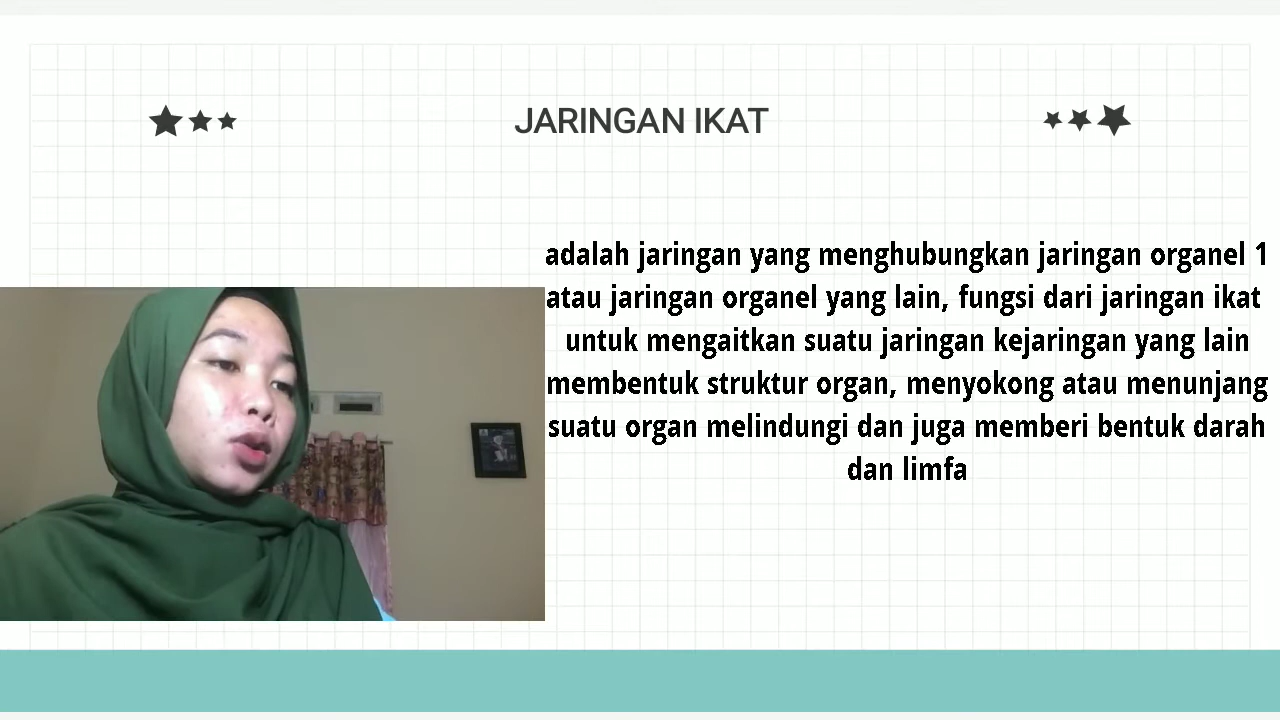 JARINGAN IKAT
adalah jaringan yang menghubungkan jaringan organel 1
atau jaringan organel yang lain, fungsi dari jaringan ikat
untuk mengaitkan suatu jaringan kejaringan yang lain
membentuk struktur organ, menyokong atau menunjang
suatu organ melindungi dan juga memberi bentuk darah
dan limfa